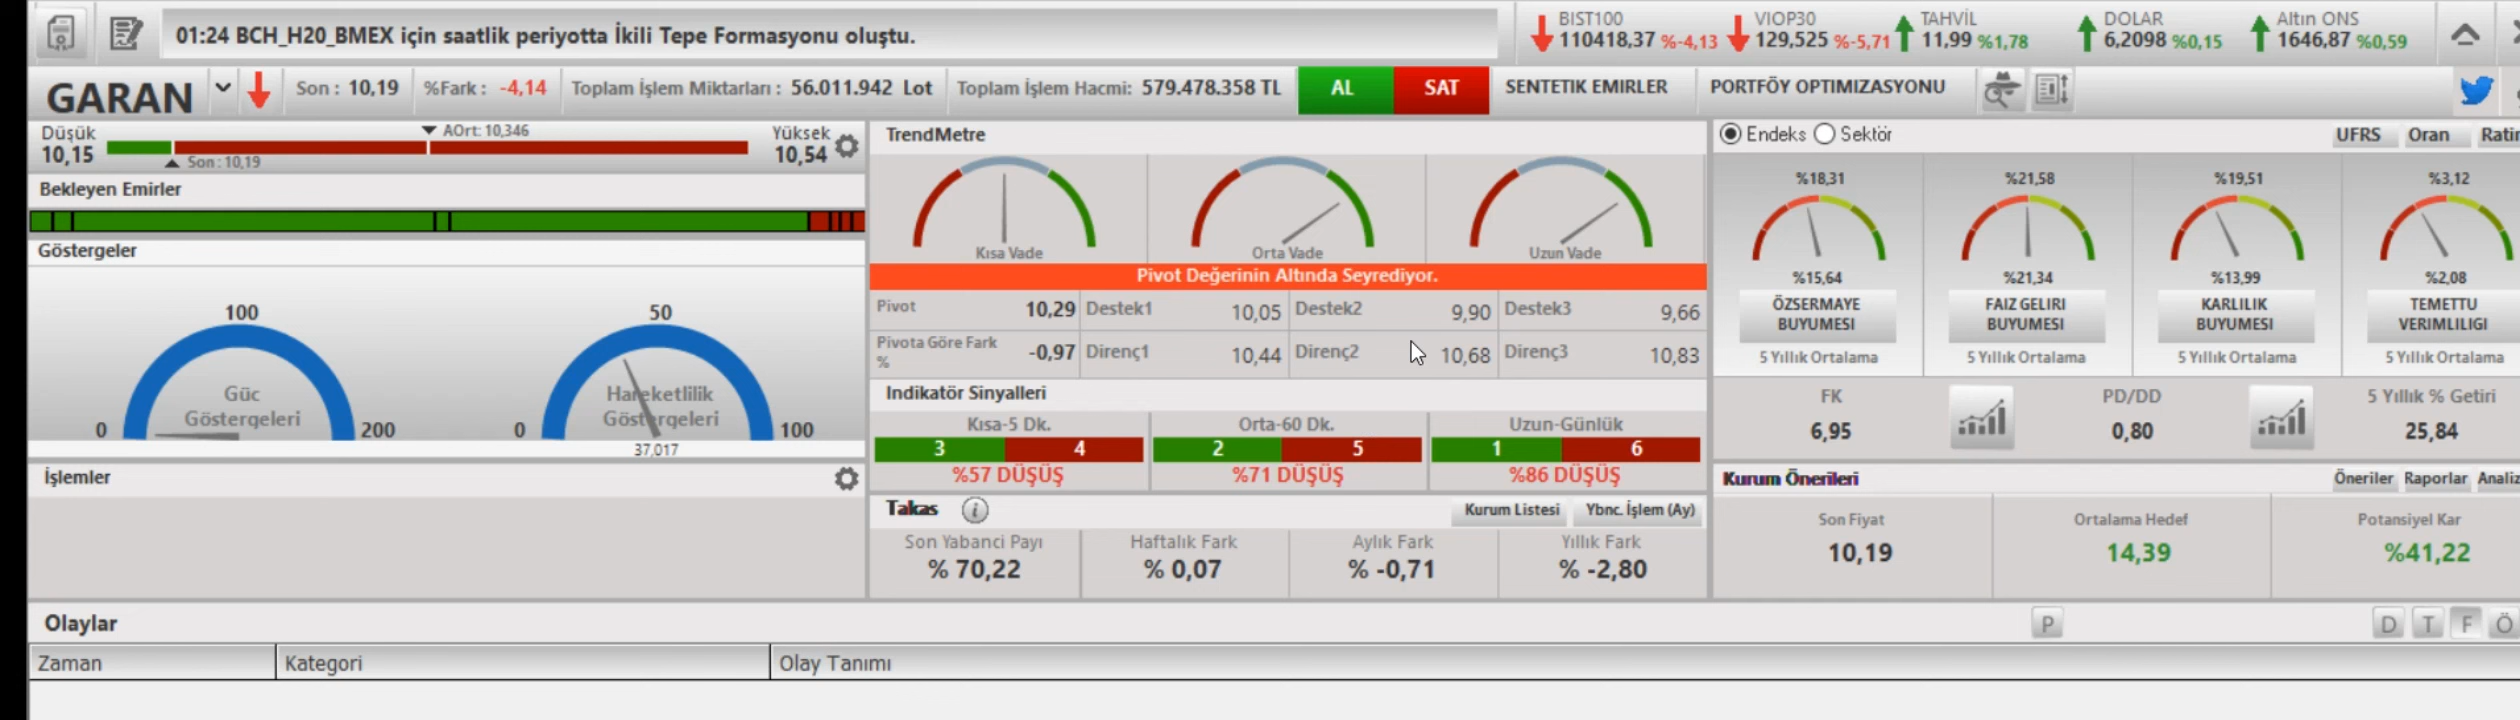 01:24 BCH_H20_BMEX için saatlik periyotta İkili Tepe Formasyonu oluştu.
BIST100
110418,37 %-4,13
VIOP30
129,525 %-5,71
TAHVİL
11,99 %1,78
DOLAR
6,2098 %0,15
Altın ONS
1646,87 %0,59
GARAN
Son : 10,19
%Fark : -4,14
Toplam İşlem Miktarları : 56.011.942 Lot
Toplam İşlem Hacmi: 579.478.358 TL
AL
SAT
SENTETIK EMIRLER
PORTFÖY OPTIMIZASYONU
Düşük
10,15
AOrt: 10,346
Son : 10,19
Yüksek
10,54
Bekleyen Emirler
Göstergeler
100
Güç
Göstergeleri
0
200
50
Hareketlilik
Göstergeleri
0
100
37,017
İşlemler
TrendMetre
Kısa Vade
Orta Vade
Uzun Vade
Pivot Değerinin Altında Seyrediyor.
Pivot 10,29 Destek1 10,05 Destek2 9,90 Destek3 9,66
Pivota Göre Fark
% -0,97 Direnç1 10,44 Direnç2 10,68 Direnç3 10,83
Indikatör Sinyalleri
Kısa-5 Dk.
3 4
%57 DÜŞÜŞ
Orta-60 Dk.
2 5
%71 DÜŞÜŞ
Uzun-Günlük
1 6
%86 DÜŞÜŞ
Takas i
Kurum Listesi
Ybnc. İşlem (Ay)
Son Yabanci Payı
% 70,22
Haftalık Fark
% 0,07
Aylık Fark
% -0,71
Yıllık Fark
% -2,80
Endeks Sektör
UFRS
Oran
%18,31
%15,64
ÖZSERMAYE
BUYUMESI
5 Yıllık Ortalama
%21,58
%21,34
FAIZ GELIRI
BUYUMESI
5 Yıllık Ortalama
%19,51
%13,99
KARLILIK
BUYUMESI
5 Yıllık Ortalama
%3,12
%2,08
TEMETTU
VERIMLILIGI
5 Yıllık Ortalama
FK
6,95
PD/DD
0,80
5 Yıllık % Getiri
25,84
Kurum Önerileri
Öneriler
Raporlar
Analiz
Son Fiyat
10,19
Ortalama Hedef
14,39
Potansiyel Kar
%41,22
Olaylar
P
D T F Ö
Zaman
Kategori
Olay Tanımı